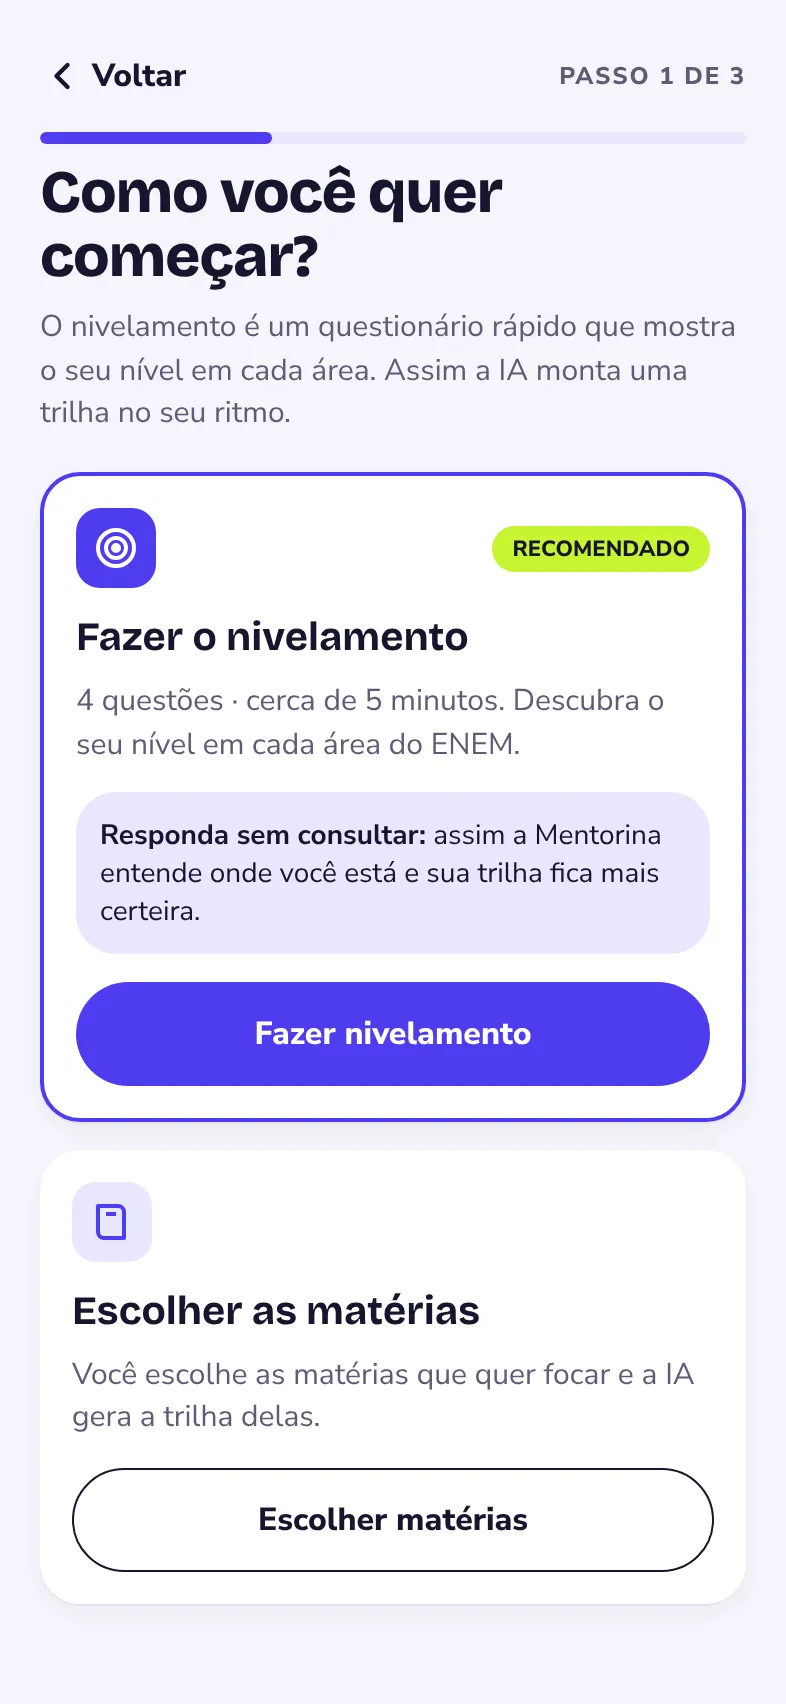 Voltar
PASSO 1 DE 3
Como você quer
começar?
O nivelamento é um questionário rápido que mostra
o seu nível em cada área. Assim a IA monta uma
trilha no seu ritmo.
RECOMENDADO
Fazer o nivelamento
4 questões · cerca de 5 minutos. Descubra o
seu nível em cada área do ENEM.
Responda sem consultar: assim a Mentorina
entende onde você está e sua trilha fica mais
certeira.
Fazer nivelamento
Escolher as matérias
Você escolhe as matérias que quer focar e a IA
gera a trilha delas.
Escolher matérias